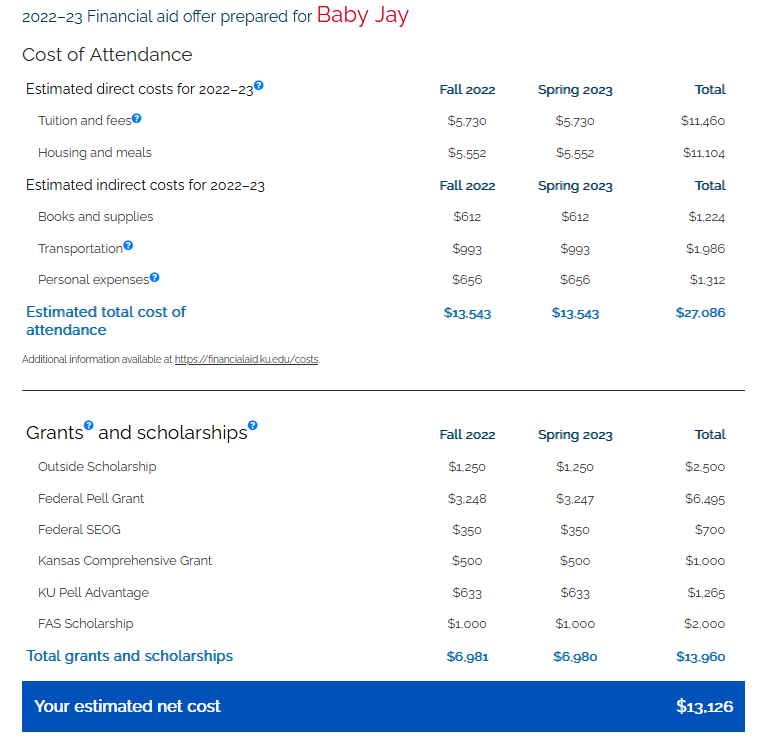 2022–23 Financial aid offer prepared for Baby Jay
Cost of Attendance
Estimated direct costs for 2022–23? Fall 2022 Spring 2023 Total
Tuition and fees? $5,730 $5,730 $11,460
Housing and meals $5,552 $5,552 $11,104
Estimated indirect costs for 2022–23 Fall 2022 Spring 2023 Total
Books and supplies $612 $612 $1,224
Transportation? $993 $993 $1,986
Personal expenses? $656 $656 $1,312
Estimated total cost of $13,543 $13,543 $27,086
attendance
Additional information available at https://financialaid.ku.edu/costs.
Grants? and scholarships? Fall 2022 Spring 2023 Total
Outside Scholarship $1,250 $1,250 $2,500
Federal Pell Grant $3,248 $3,247 $6,495
Federal SEOG $350 $350 $700
Kansas Comprehensive Grant $500 $500 $1,000
KU Pell Advantage $633 $633 $1,265
FAS Scholarship $1,000 $1,000 $2,000
Total grants and scholarships $6,981 $6,980 $13,960
Your estimated net cost $13,126